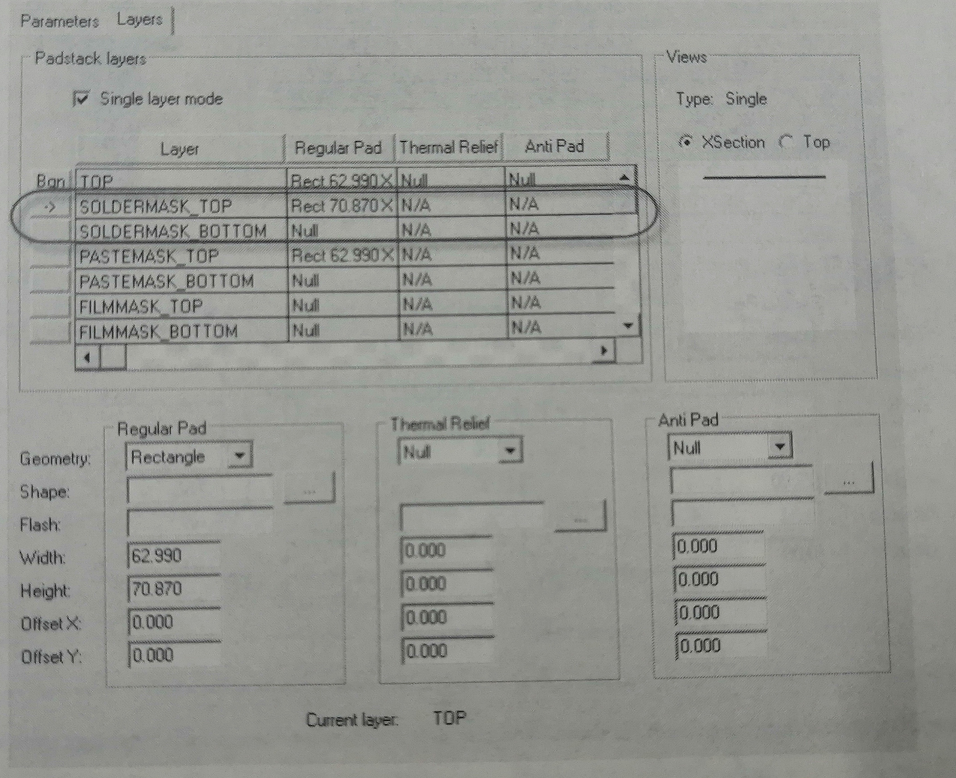 Parameters Layers
Padstack layers
Single layer mode
Layer Regular Pad Thermal Relief Anti Pad
Bgn TOP Rect 62.990X Null Null
-> SOLDERMASK_TOP Rect 70.870X N/A N/A
SOLDERMASK_BOTTOM Null N/A N/A
PASTEMASK_TOP Rect 62.990X N/A N/A
PASTEMASK_BOTTOM Null N/A N/A
FILMMASK_TOP Null N/A N/A
FILMMASK_BOTTOM Null N/A N/A
Views
Type: Single
XSection Top
Regular Pad Thermal Relief Anti Pad
Geometry: Rectangle Null Null
Shape: ... ...
Flash: ...
Width: 62.990 0.000 0.000
Height: 70.870 0.000 0.000
Offset X: 0.000 0.000 0.000
Offset Y: 0.000 0.000 0.000
Current layer: TOP